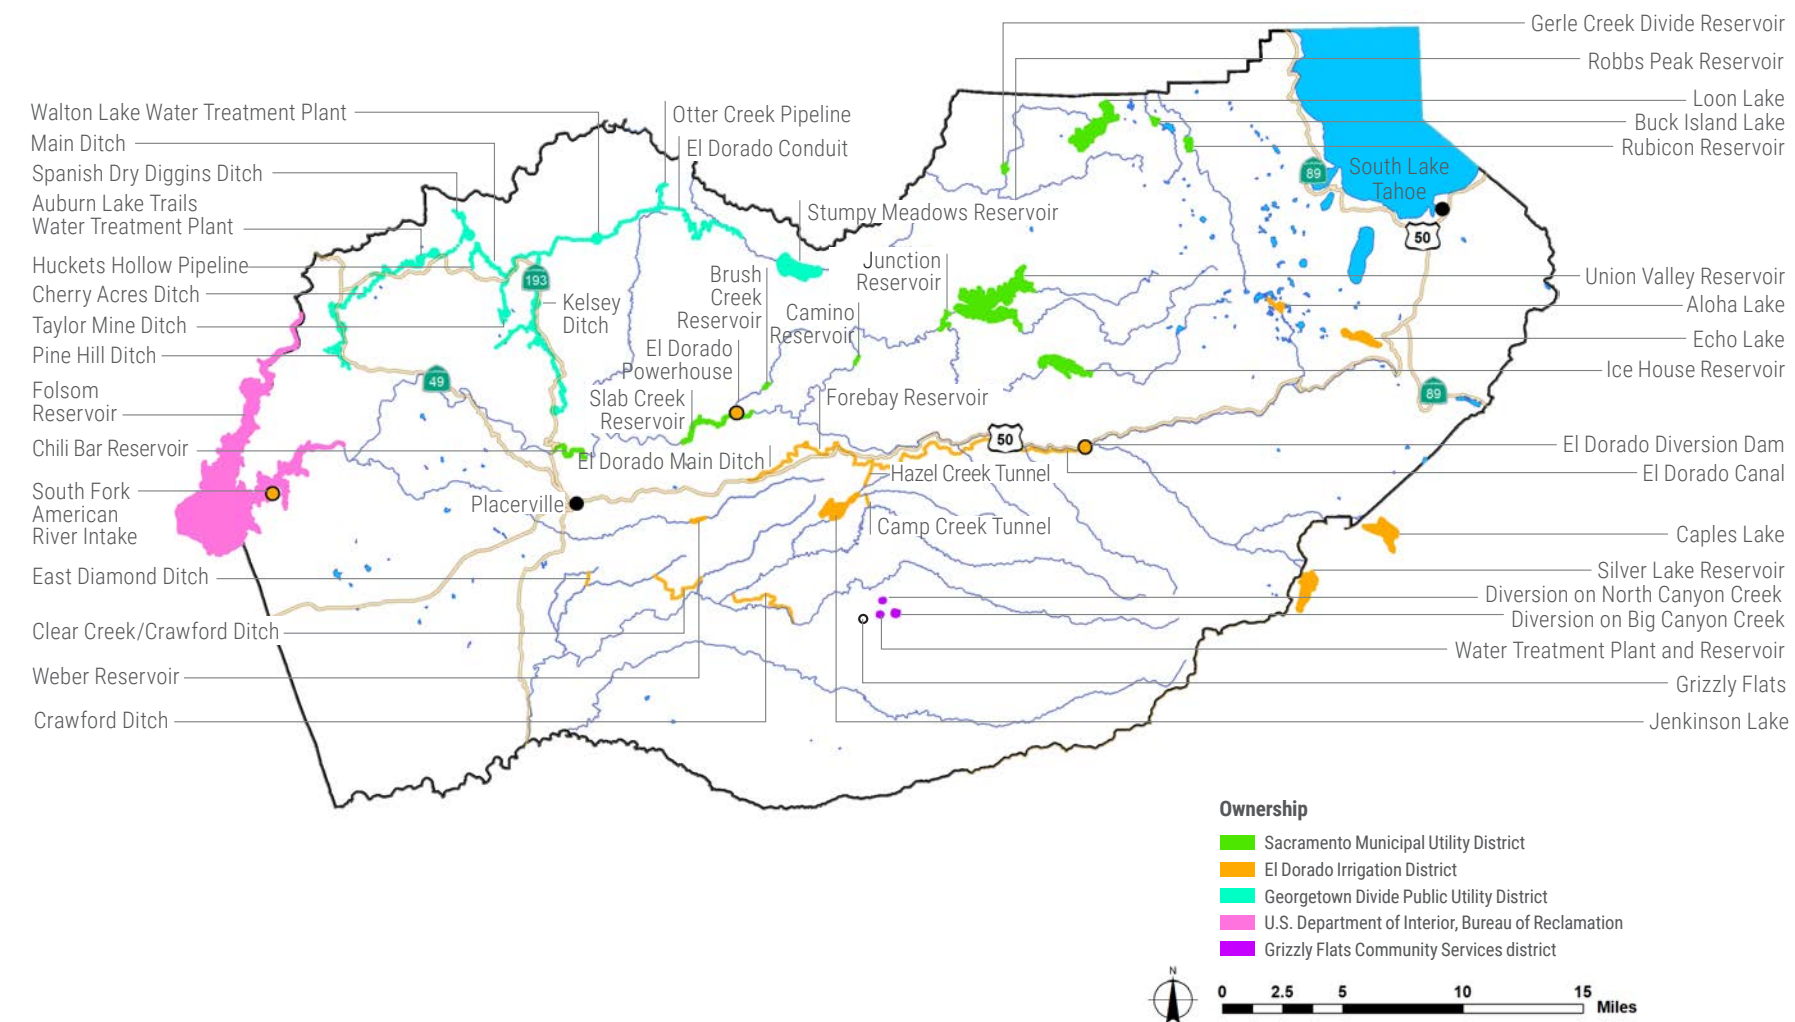 Gerle Creek Divide Reservoir
Robbs Peak Reservoir
Loon Lake
Buck Island Lake
Rubicon Reservoir
Walton Lake Water Treatment Plant
Main Ditch
Spanish Dry Diggins Ditch
Auburn Lake Trails
Water Treatment Plant
Huckets Hollow Pipeline
Cherry Acres Ditch
Taylor Mine Ditch
Pine Hill Ditch
Folsom
Reservoir
Chili Bar Reservoir
South Fork
American
River Intake
East Diamond Ditch
Clear Creek/Crawford Ditch
Weber Reservoir
Crawford Ditch
Otter Creek Pipeline
El Dorado Conduit
Stumpy Meadows Reservoir
Junction
Reservoir
Brush
Creek
Reservoir
Camino
Reservoir
Kelsey
Ditch
El Dorado
Powerhouse
Slab Creek
Reservoir
Forebay Reservoir
El Dorado Main Ditch
Hazel Creek Tunnel
Camp Creek Tunnel
Placerville
South Lake
Tahoe
193
49
50
89
50
89
Union Valley Reservoir
Aloha Lake
Echo Lake
Ice House Reservoir
El Dorado Diversion Dam
El Dorado Canal
Caples Lake
Silver Lake Reservoir
Diversion on North Canyon Creek
Diversion on Big Canyon Creek
Water Treatment Plant and Reservoir
Grizzly Flats
Jenkinson Lake
Ownership
Sacramento Municipal Utility District
El Dorado Irrigation District
Georgetown Divide Public Utility District
U.S. Department of Interior, Bureau of Reclamation
Grizzly Flats Community Services district
N
0 2.5 5 10 15
Miles